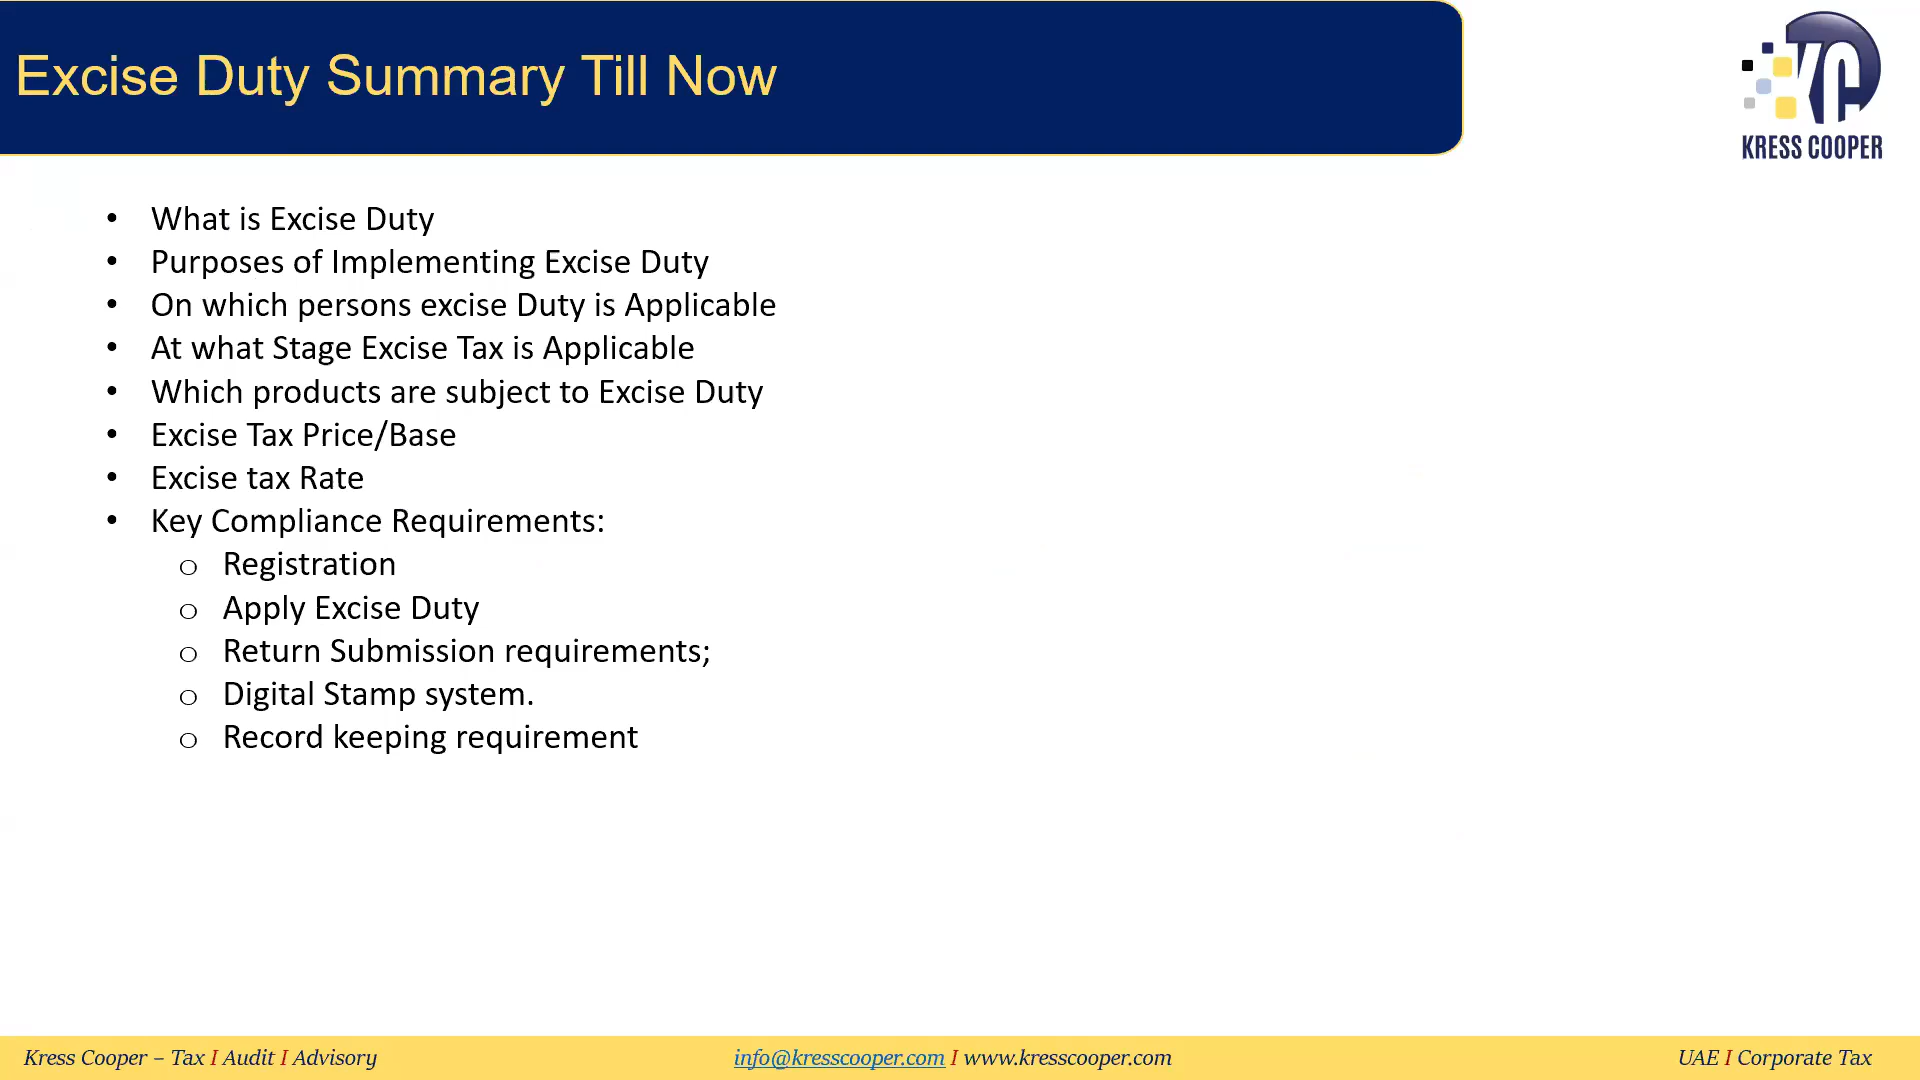 Excise Duty Summary Till Now
KRESS COOPER
• What is Excise Duty
• Purposes of Implementing Excise Duty
• On which persons excise Duty is Applicable
• At what Stage Excise Tax is Applicable
• Which products are subject to Excise Duty
• Excise Tax Price/Base
• Excise tax Rate
• Key Compliance Requirements:
o Registration
o Apply Excise Duty
o Return Submission requirements;
o Digital Stamp system.
o Record keeping requirement
Kress Cooper – Tax I Audit I Advisory
info@kresscooper.com I www.kresscooper.com
UAE I Corporate Tax